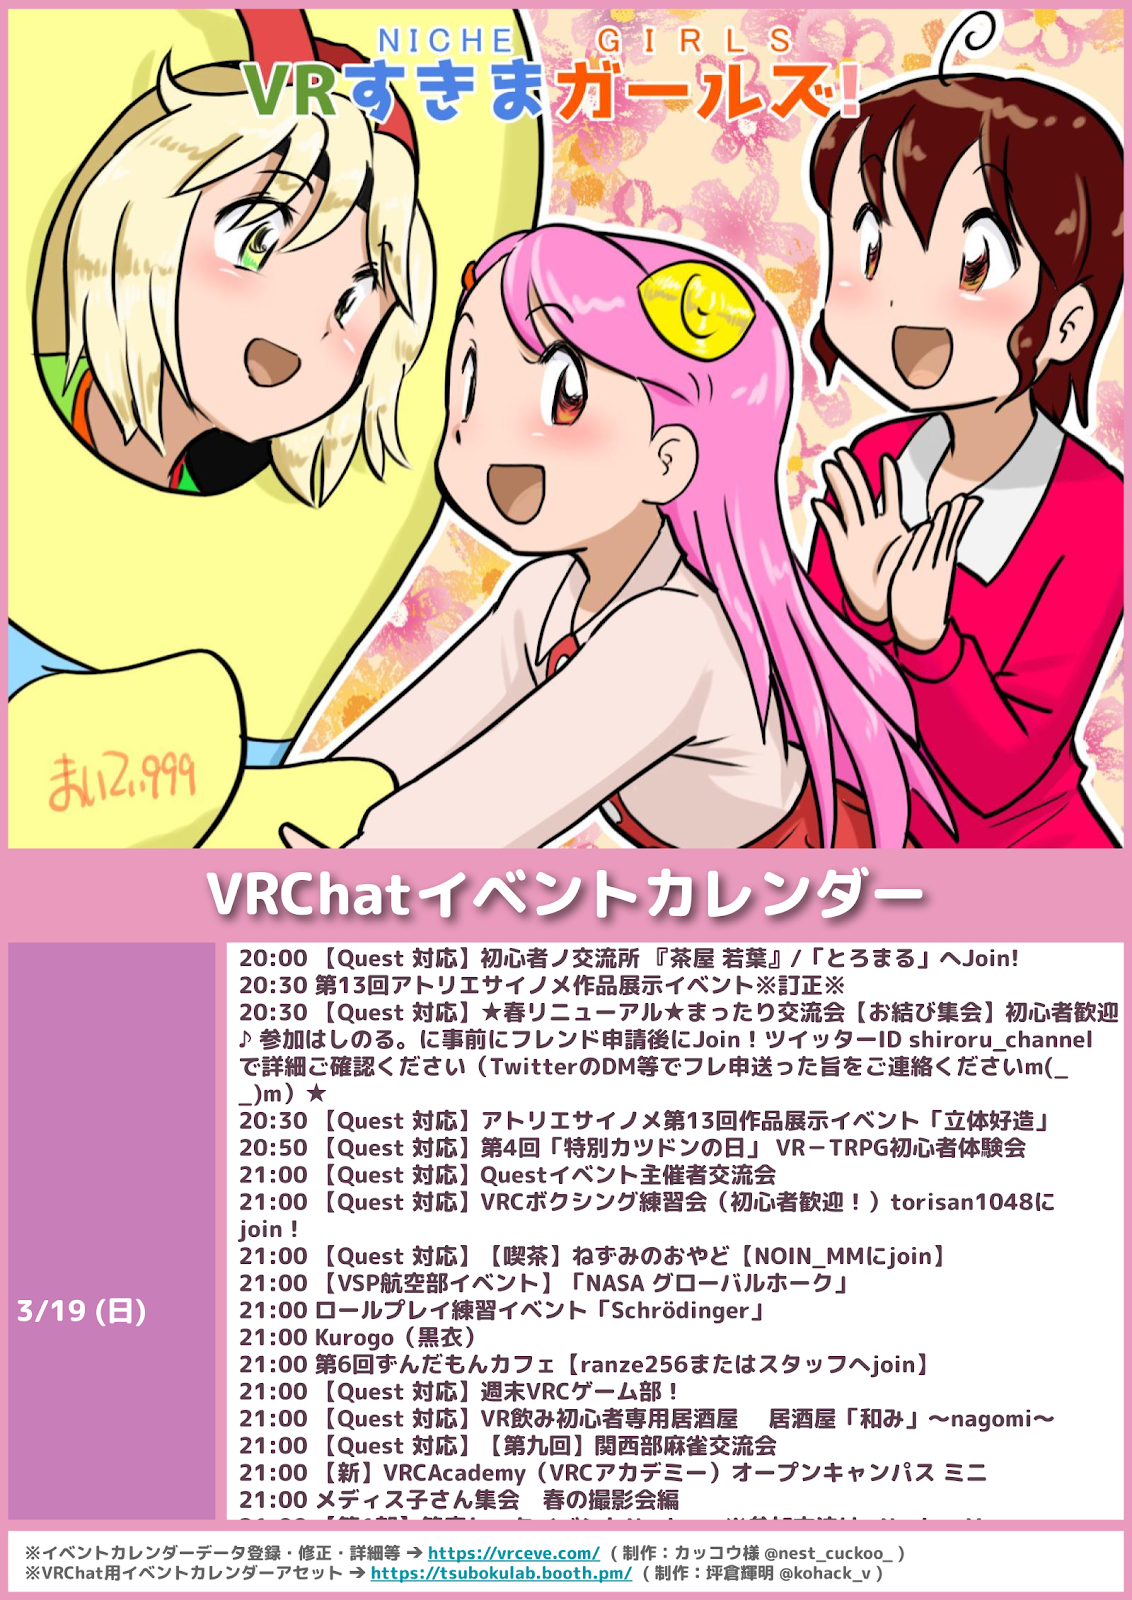 NICHE GIRLS
VRすきまガールズ!
まいてぃ999
VRChatイベントカレンダー
3/19 (日)
20:00 【Quest 対応】初心者ノ交流所 『茶屋 若葉』/「とろまる」へJoin!
20:30 第13回アトリエサイノメ作品展示イベント※訂正※
20:30 【Quest 対応】★春リニューアル★まったり交流会【お結び集会】初心者歓迎
♪ 参加はしのる。に事前にフレンド申請後にJoin！ツイッターID shiroru_channel
で詳細ご確認ください（TwitterのDM等でフレ申送った旨をご連絡くださいm(_
_)m）★
20:30 【Quest 対応】アトリエサイノメ第13回作品展示イベント「立体好造」
20:50 【Quest 対応】第4回「特別カツドンの日」 VR－TRPG初心者体験会
21:00 【Quest 対応】Questイベント主催者交流会
21:00 【Quest 対応】VRCボクシング練習会（初心者歓迎！）torisan1048に
join！
21:00 【Quest 対応】【喫茶】ねずみのおやど【NOIN_MMにjoin】
21:00 【VSP航空部イベント】「NASA グローバルホーク」
21:00 ロールプレイ練習イベント「Schrödinger」
21:00 Kurogo（黒衣）
21:00 第6回ずんだもんカフェ【ranze256またはスタッフへjoin】
21:00 【Quest 対応】週末VRCゲーム部！
21:00 【Quest 対応】VR飲み初心者専用居酒屋　居酒屋「和み」～nagomi～
21:00 【Quest 対応】【第九回】関西部麻雀交流会
21:00 【新】VRCAcademy（VRCアカデミー）オープンキャンパス ミニ
21:00 メディス子さん集会　春の撮影会編
※イベントカレンダーデータ登録・修正・詳細等 ➔ https://vrceve.com/ （ 制作：カッコウ様 @nest_cuckoo_ ）
※VRChat用イベントカレンダーアセット ➔ https://tsubokulab.booth.pm/ （ 制作：坪倉輝明 @kohack_v ）